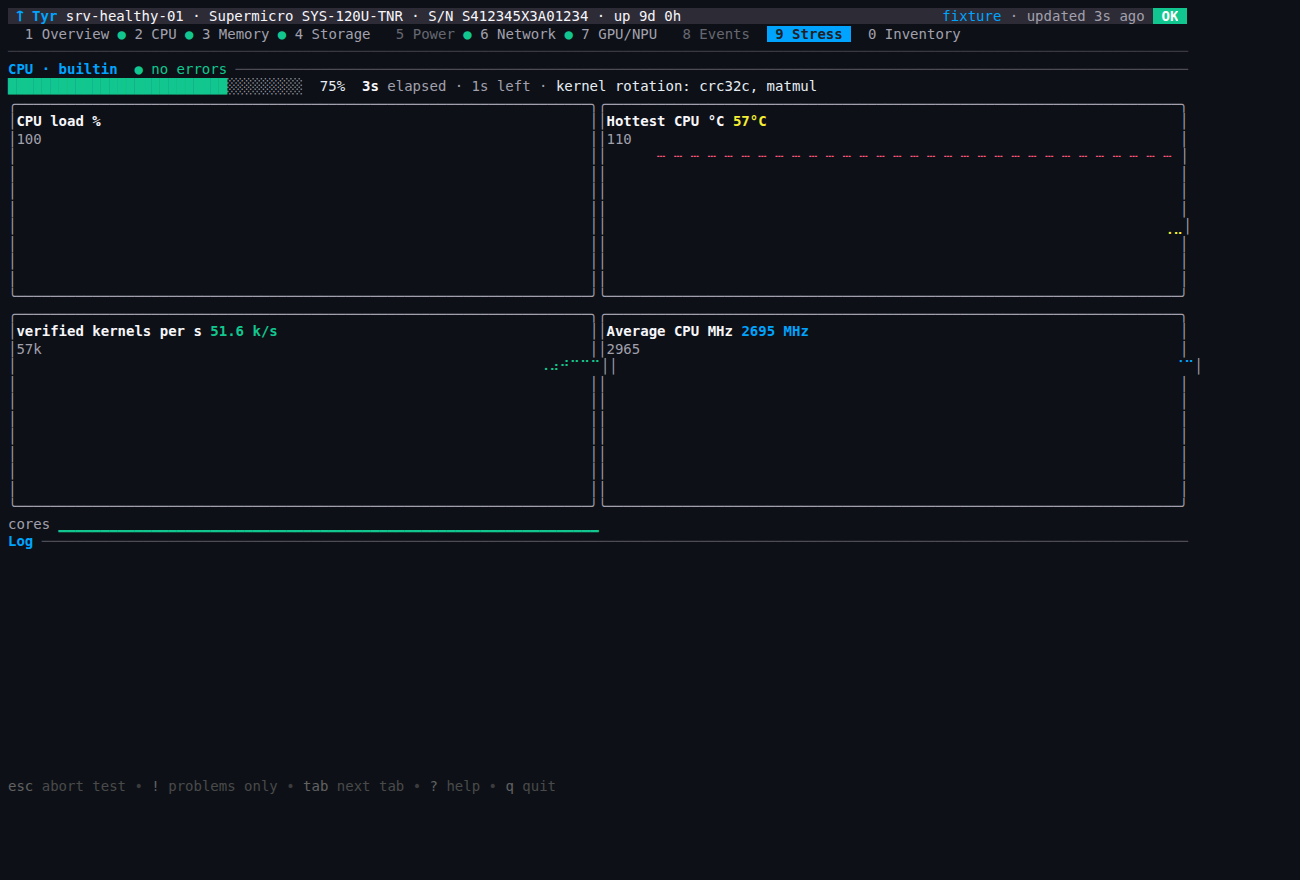 ↑ Tyr srv-healthy-01 · Supermicro SYS-120U-TNR · S/N S412345X3A01234 · up 9d 0h fixture · updated 3s ago OK
1 Overview ● 2 CPU ● 3 Memory ● 4 Storage 5 Power ● 6 Network ● 7 GPU/NPU 8 Events 9 Stress 0 Inventory
CPU · builtin ● no errors
75% 3s elapsed · 1s left · kernel rotation: crc32c, matmul
CPU load %
100
Hottest CPU °C 57°C
110
verified kernels per s 51.6 k/s
57k
Average CPU MHz 2695 MHz
2965
cores
Log
esc abort test • ! problems only • tab next tab • ? help • q quit